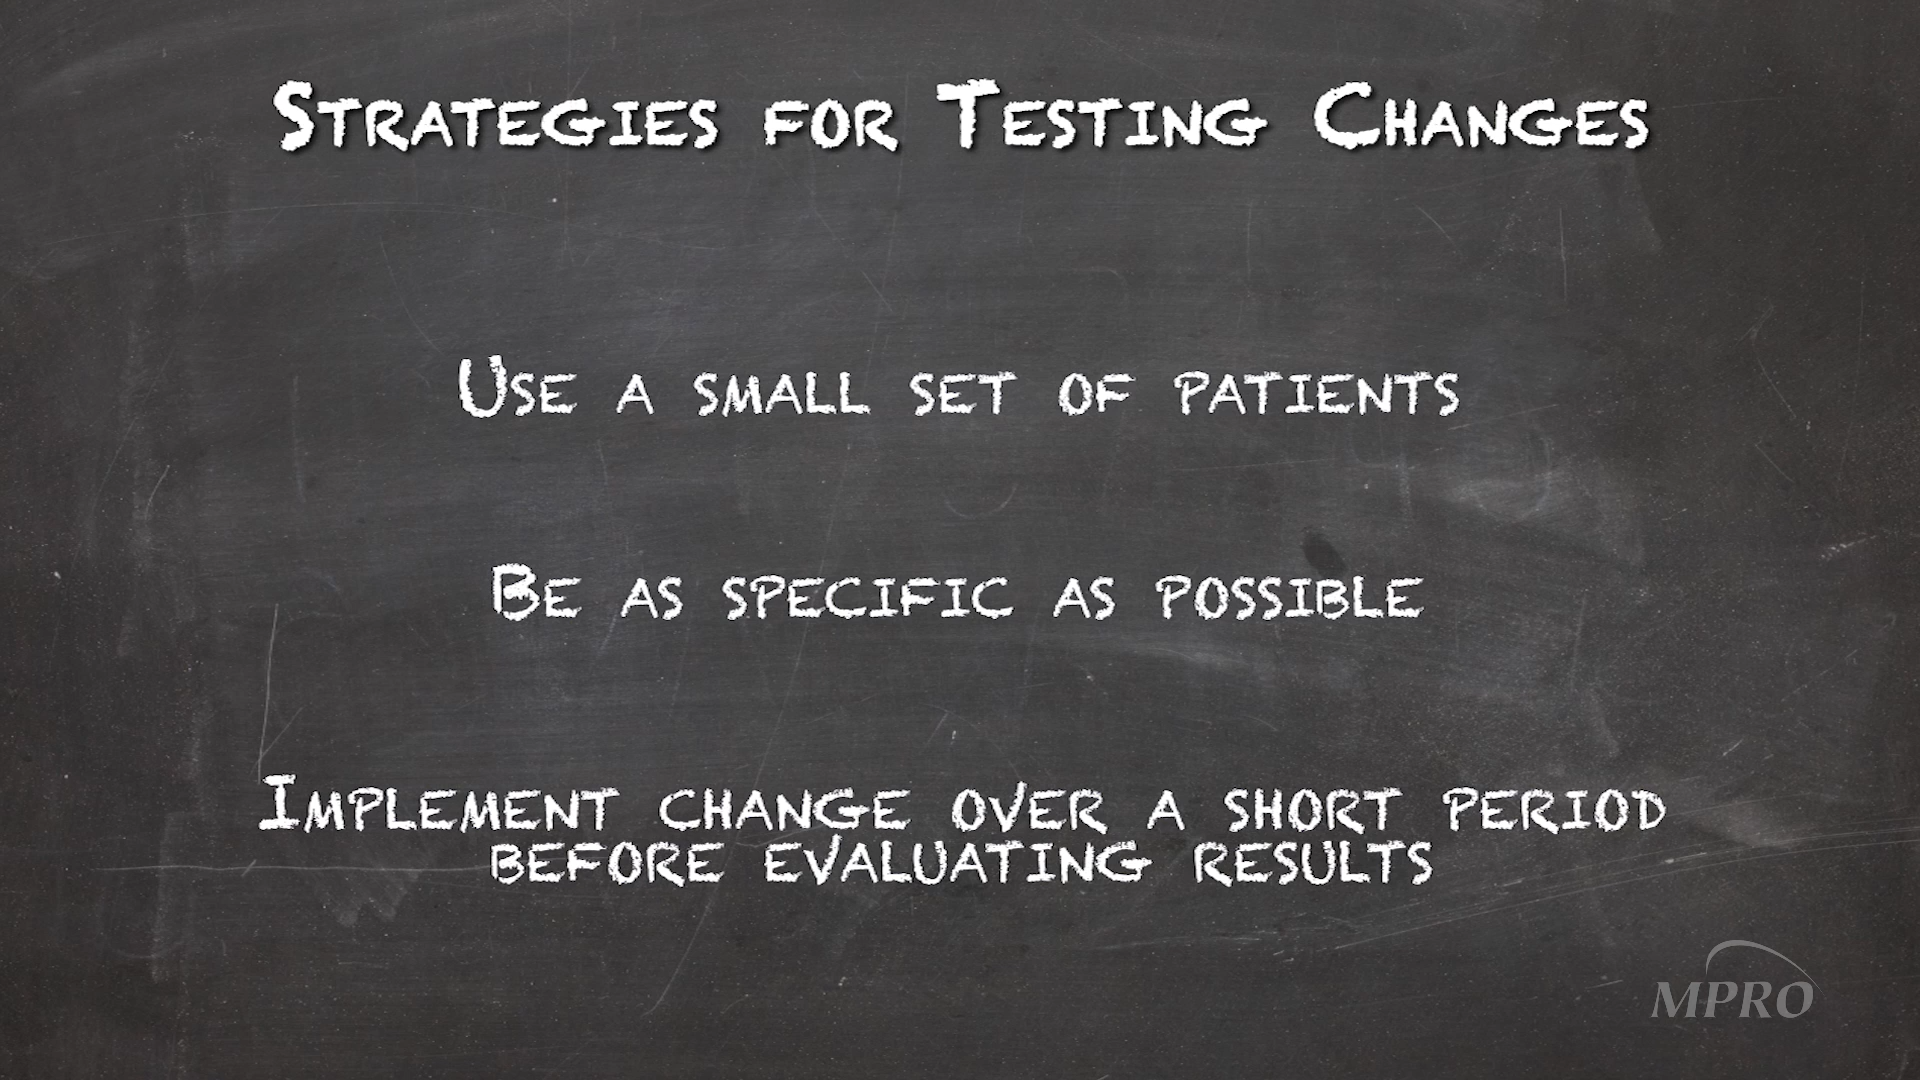 Strategies for Testing Changes
Use a small set of patients
Be as specific as possible
Implement change over a short period
before evaluating results
MPRO